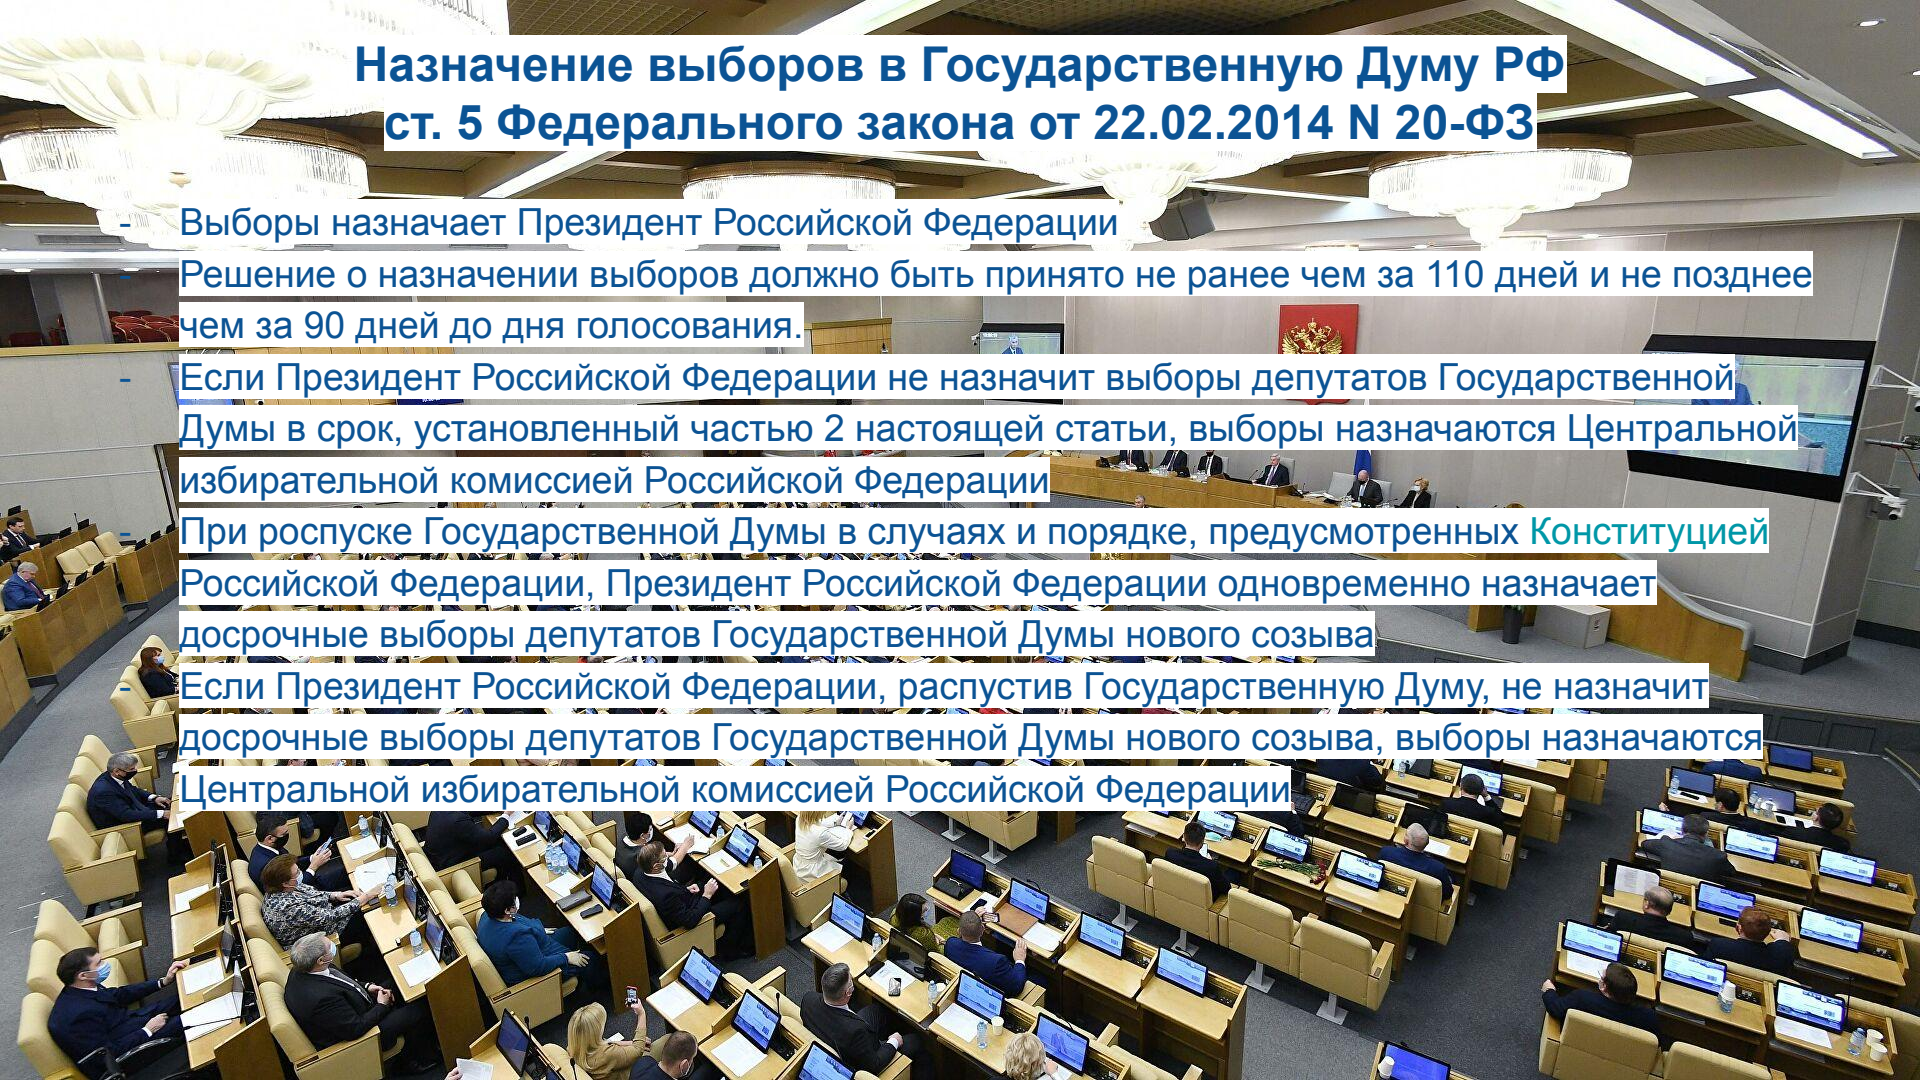 Назначение выборов в Государственную Думу РФ
ст. 5 Федерального закона от 22.02.2014 N 20-ФЗ
- Выборы назначает Президент Российской Федерации
- Решение о назначении выборов должно быть принято не ранее чем за 110 дней и не позднее
чем за 90 дней до дня голосования.
- Если Президент Российской Федерации не назначит выборы депутатов Государственной
Думы в срок, установленный частью 2 настоящей статьи, выборы назначаются Центральной
избирательной комиссией Российской Федерации
- При роспуске Государственной Думы в случаях и порядке, предусмотренных Конституцией
Российской Федерации, Президент Российской Федерации одновременно назначает
досрочные выборы депутатов Государственной Думы нового созыва
- Если Президент Российской Федерации, распустив Государственную Думу, не назначит
досрочные выборы депутатов Государственной Думы нового созыва, выборы назначаются
Центральной избирательной комиссией Российской Федерации